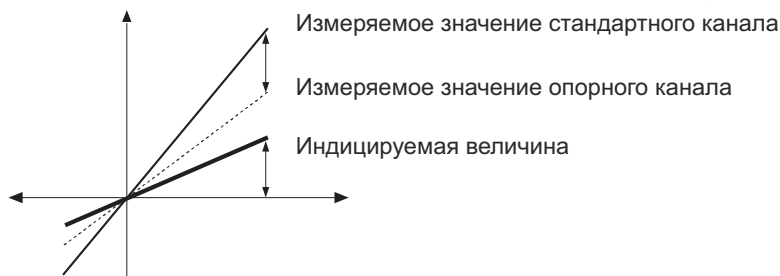 Измеряемое значение стандартного канала
Измеряемое значение опорного канала
Индицируемая величина